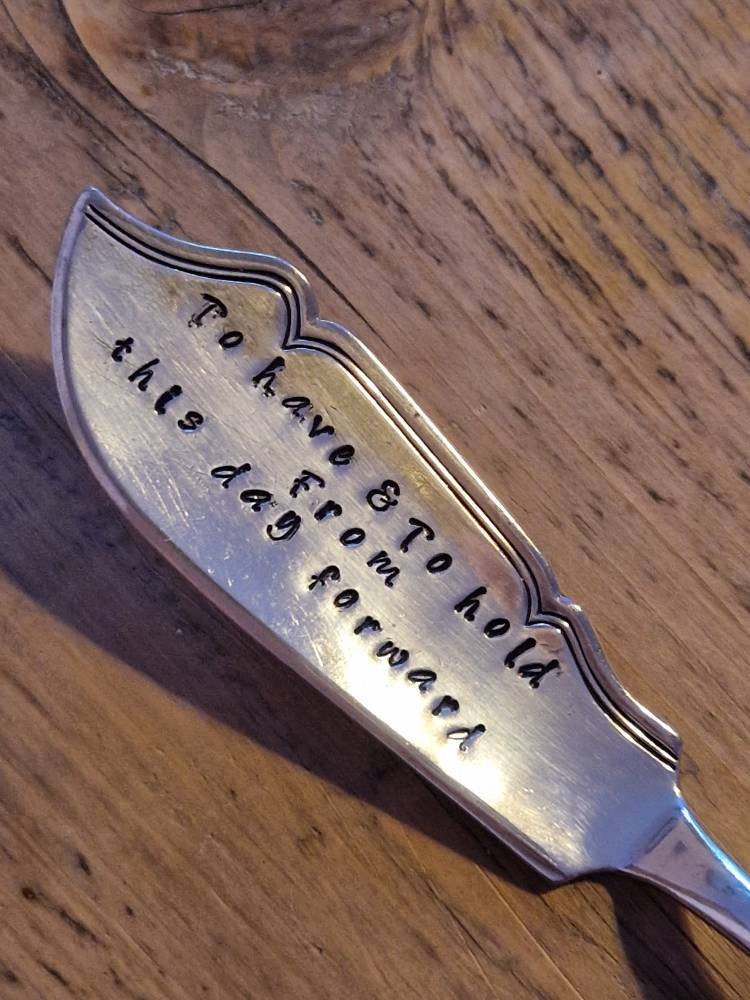 To have & To hold
From
this day forward